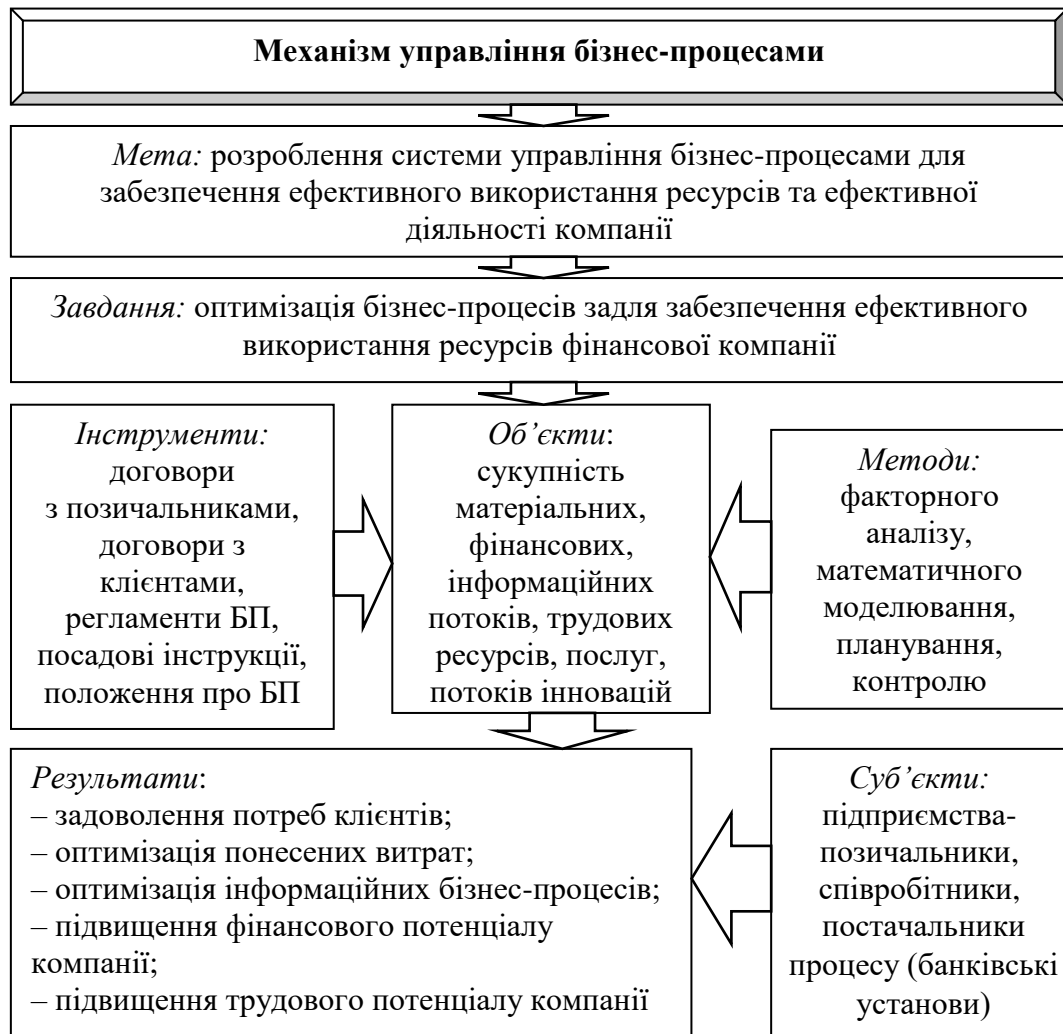 Механізм управління бізнес-процесами
Мета: розроблення системи управління бізнес-процесами для
забезпечення ефективного використання ресурсів та ефективної
діяльності компанії
Завдання: оптимізація бізнес-процесів задля забезпечення ефективного
використання ресурсів фінансової компанії
Інструменти:
договори
з позичальниками,
договори з
клієнтами,
регламенти БП,
посадові інструкції,
положення про БП
Об’єкти:
сукупність
матеріальних,
фінансових,
інформаційних
потоків, трудових
ресурсів, послуг,
потоків інновацій
Методи:
факторного
аналізу,
математичного
моделювання,
планування,
контролю
Результати:
– задоволення потреб клієнтів;
– оптимізація понесених витрат;
– оптимізація інформаційних бізнес-процесів;
– підвищення фінансового потенціалу
компанії;
– підвищення трудового потенціалу компанії
Суб’єкти:
підприємства-
позичальники,
співробітники,
постачальники
процесу (банківські
установи)